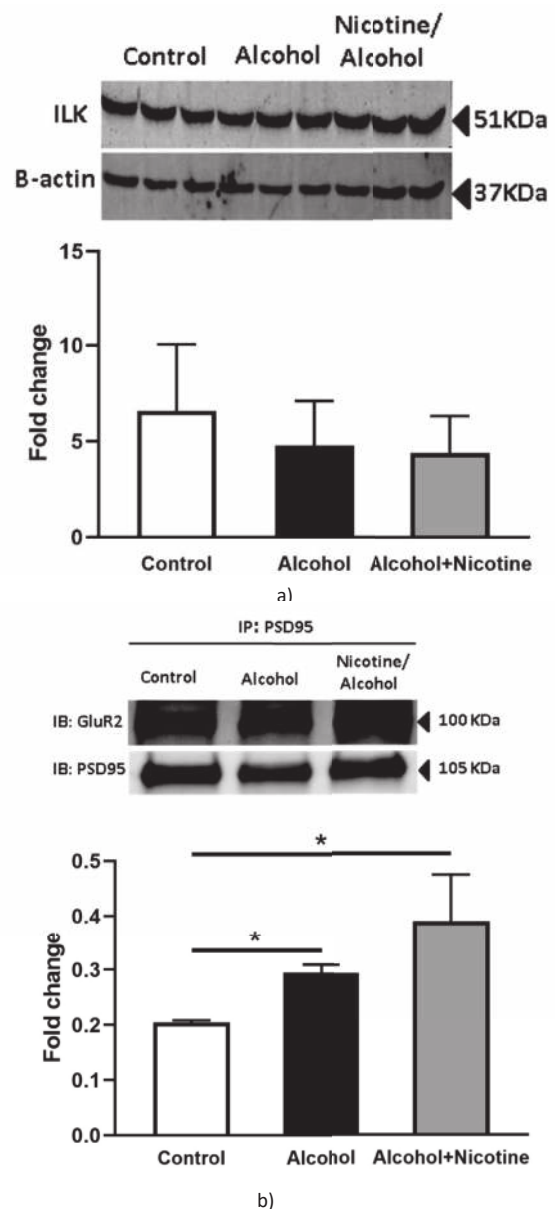 Control Alcohol Nicotine/
Alcohol
ILK
51KDa
B-actin
37KDa
15
10
5
0
Fold change
Control Alcohol Alcohol+Nicotine
a)
IP: PSD95
Control Alcohol Nicotine/
Alcohol
IB: GluR2 100 KDa
IB: PSD95 105 KDa
*
*
0.5
0.4
0.3
0.2
0.1
0.0
Fold change
Control Alcohol Alcohol+Nicotine
b)